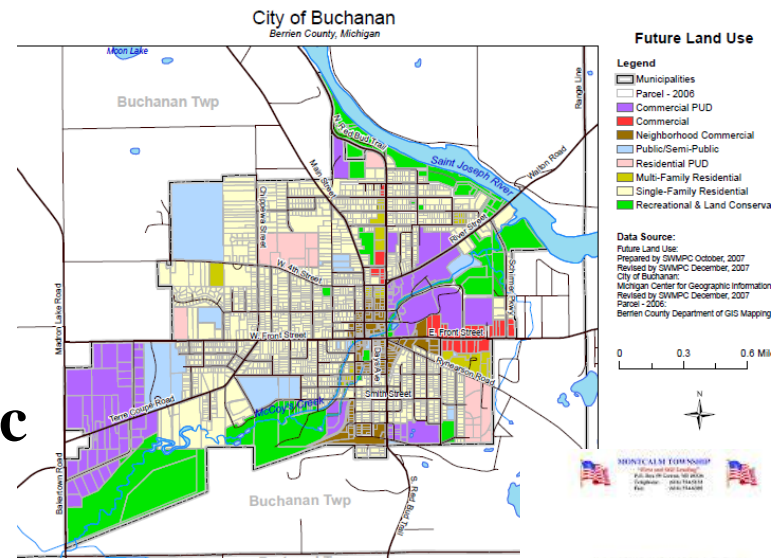 City of Buchanan
Berrien County, Michigan
Moon Lake
Buchanan Twp
N. Red Bud Trail
Main Street
Saint Joseph River
Walton Road
Range Line
Chippewa Street
River Street
W. 4th Street
Schirmer Pkwy
Madron Lake Road
W. Front Street
E. Front Street
Rynearson Road
Smith Street
McCoy's Creek
Terre Coupe Road
c
Bakertown Road
Buchanan Twp
S. Red Bud Trail
Future Land Use
Legend
Municipalities
Parcel - 2006
Commercial PUD
Commercial
Neighborhood Commercial
Public/Semi-Public
Residential PUD
Multi-Family Residential
Single-Family Residential
Recreational & Land Conserva
Data Source:
Future Land Use:
Prepared by SWMPC October, 2007
Revised by SWMPC December, 2007
City of Buchanan:
Michigan Center for Geographic Information
Revised by SWMPC December, 2007
Parcel - 2006:
Berrien County Department of GIS Mapping
0 0.3 0.6 Mil
N
MONTCALM TOWNSHIP